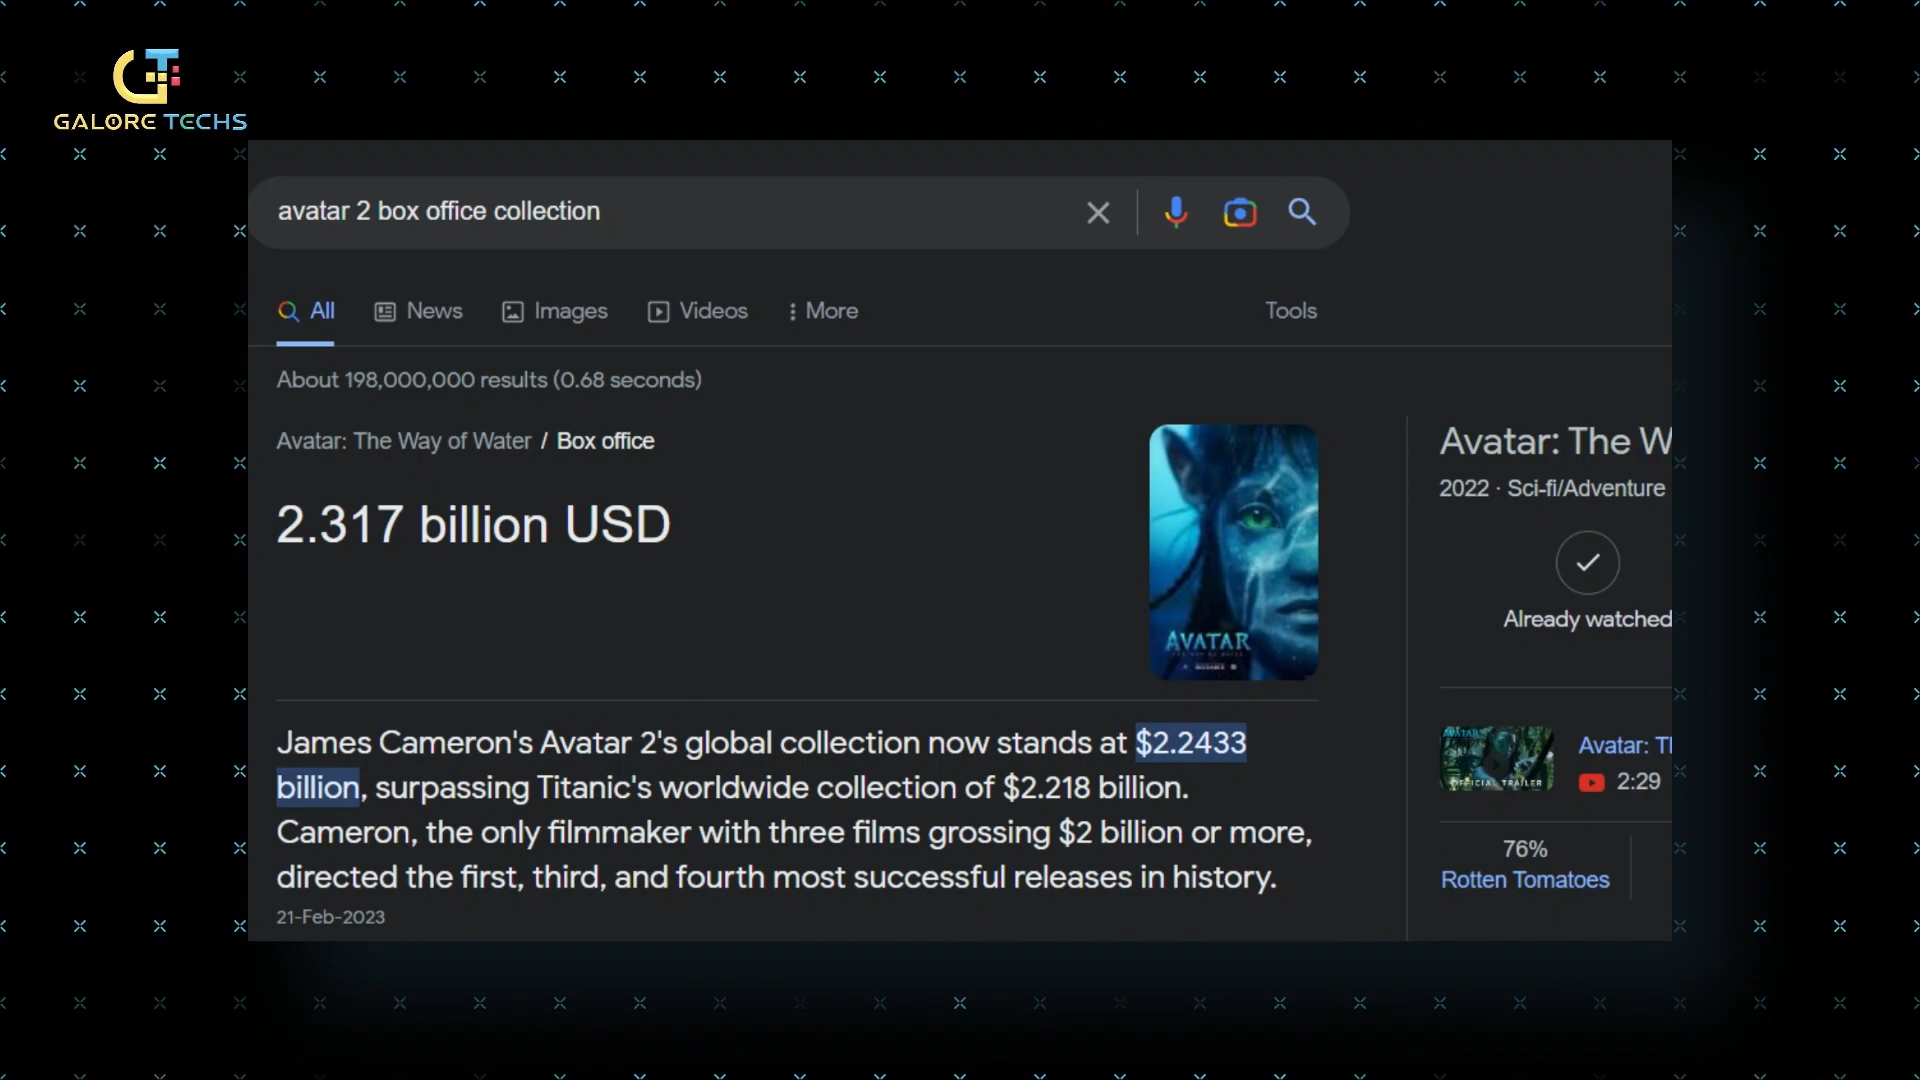 GALORE TECHS
avatar 2 box office collection
All News Images Videos More Tools
About 198,000,000 results (0.68 seconds)
Avatar: The Way of Water / Box office
2.317 billion USD
AVATAR
James Cameron's Avatar 2's global collection now stands at $2.2433
billion, surpassing Titanic's worldwide collection of $2.218 billion.
Cameron, the only filmmaker with three films grossing $2 billion or more,
directed the first, third, and fourth most successful releases in history.
21-Feb-2023
Avatar: The W
2022 · Sci-fi/Adventure
Already watched
AVATAR
OFFICIAL TRAILER
Avatar: Tl
2:29
76%
Rotten Tomatoes